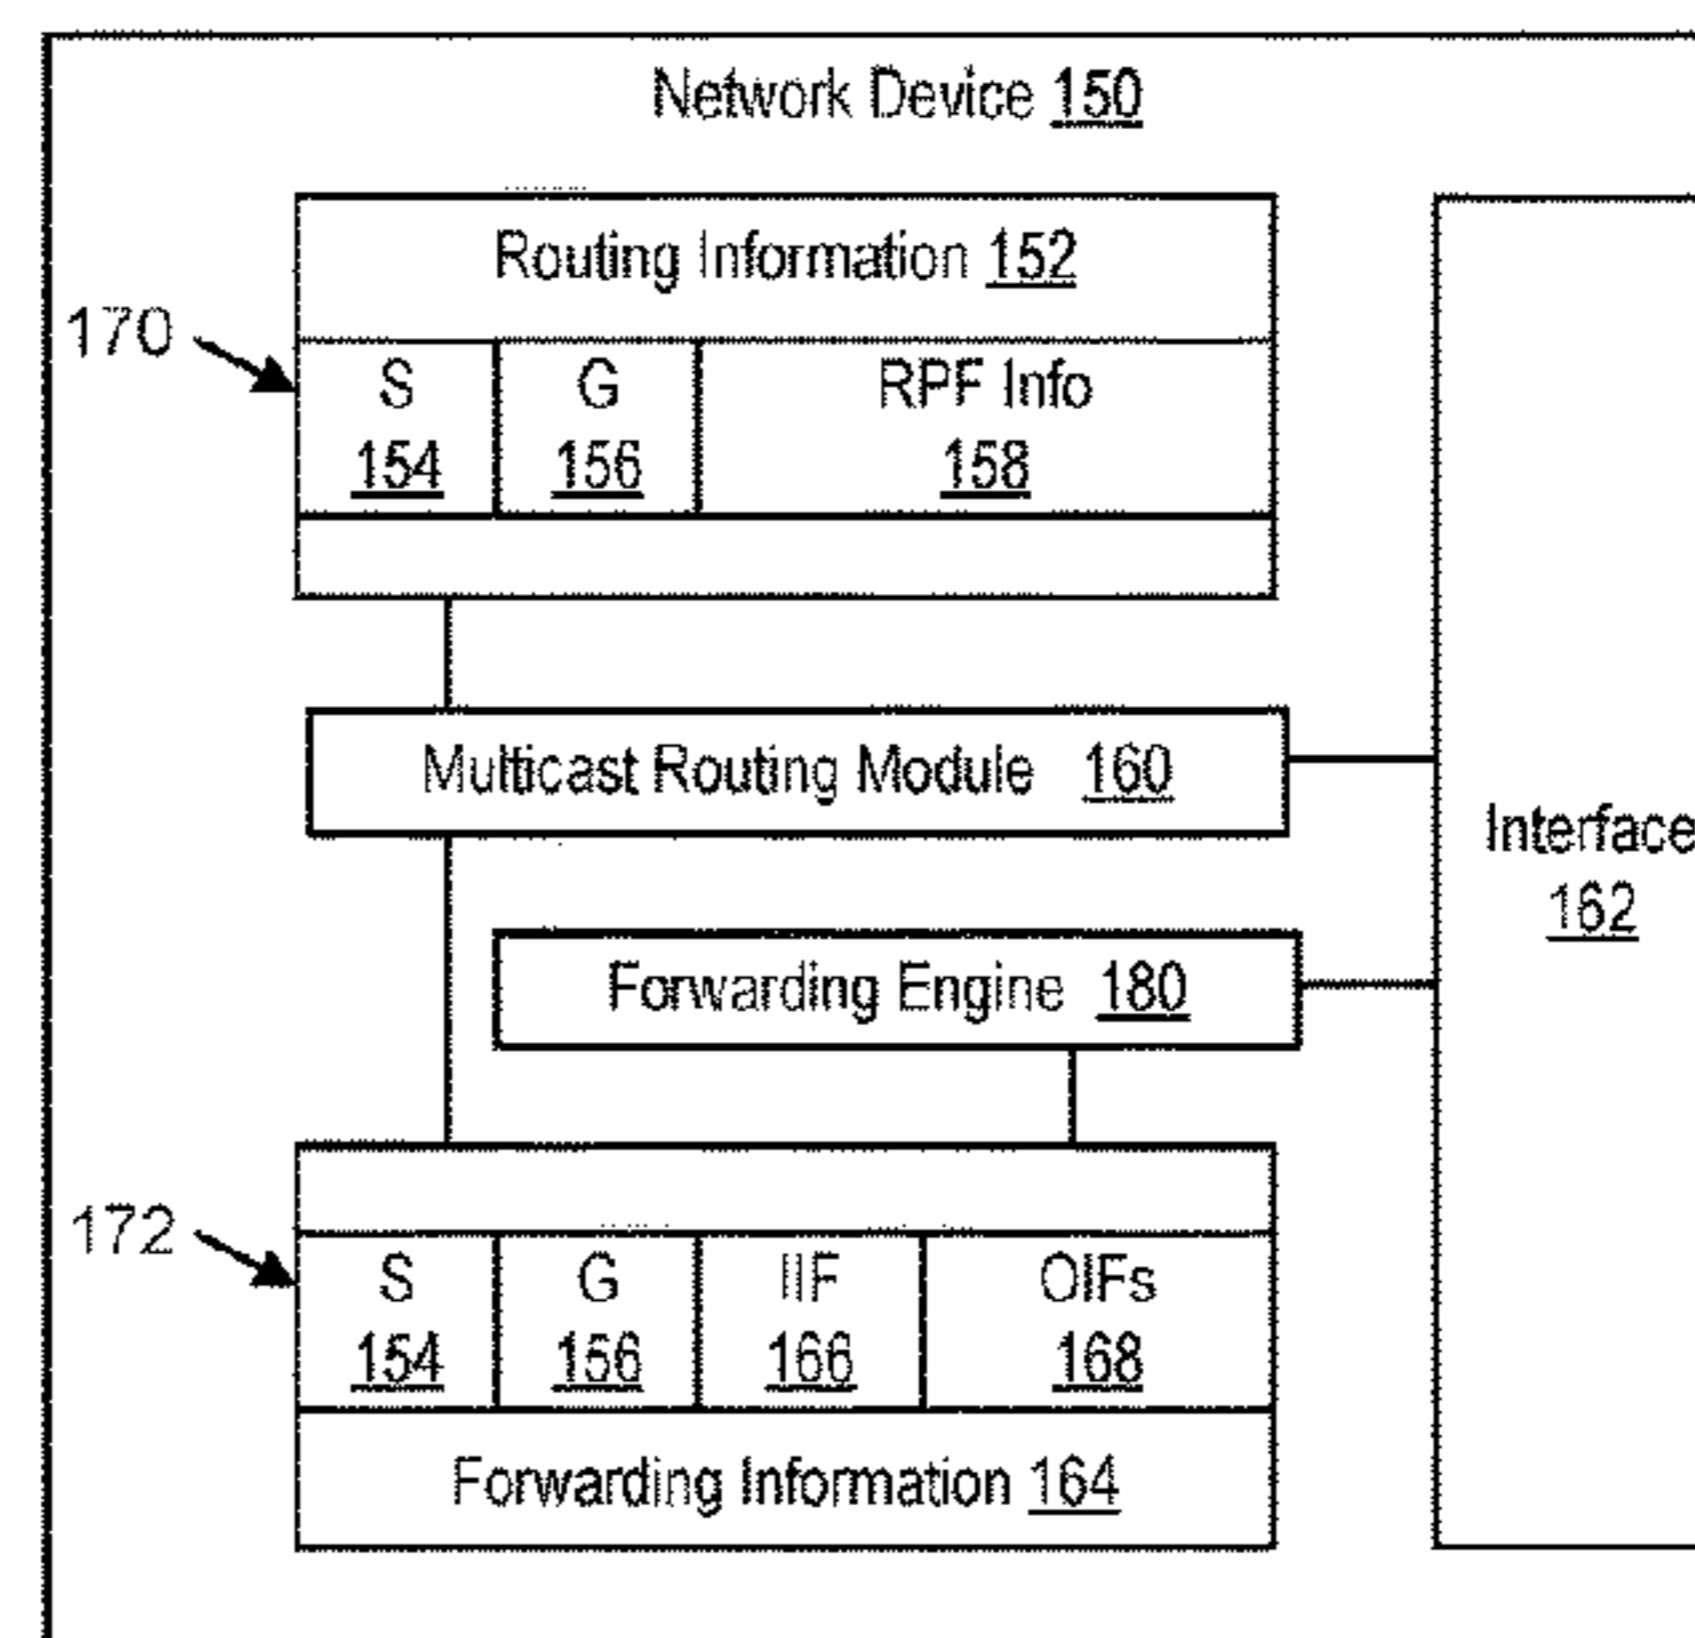 Network Device 150
Routing Information 152
170
S G RPF Info
154 156 158
Multicast Routing Module 160
Interface
162
Forwarding Engine 180
172
S G IIF OIFs
154 156 166 168
Forwarding Information 164